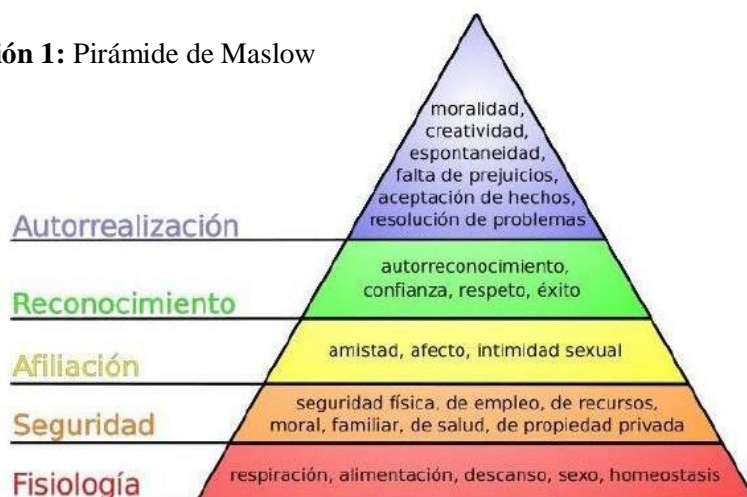 ión 1: Pirámide de Maslow
moralidad,
creatividad,
espontaneidad,
falta de prejuicios,
aceptación de hechos,
resolución de problemas
Autorrealización
autorreconocimiento,
confianza, respeto, éxito
Reconocimiento
amistad, afecto, intimidad sexual
Afiliación
seguridad física, de empleo, de recursos,
moral, familiar, de salud, de propiedad privada
Seguridad
respiración, alimentación, descanso, sexo, homeostasis
Fisiología